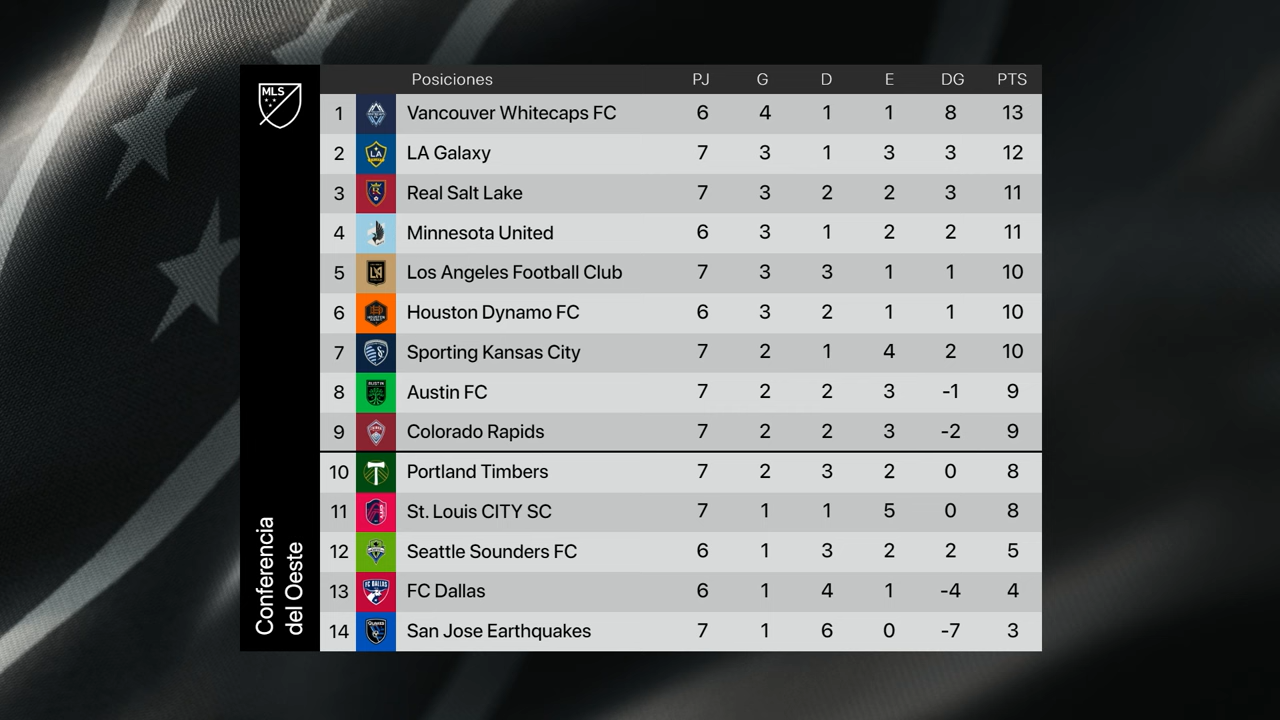 MLS
Posiciones PJ G D E DG PTS
1 Vancouver Whitecaps FC 6 4 1 1 8 13
2 LA Galaxy 7 3 1 3 3 12
3 Real Salt Lake 7 3 2 2 3 11
4 Minnesota United 6 3 1 2 2 11
5 Los Angeles Football Club 7 3 3 1 1 10
6 Houston Dynamo FC 6 3 2 1 1 10
7 Sporting Kansas City 7 2 1 4 2 10
8 Austin FC 7 2 2 3 -1 9
9 Colorado Rapids 7 2 2 3 -2 9
10 Portland Timbers 7 2 3 2 0 8
11 St. Louis CITY SC 7 1 1 5 0 8
12 Seattle Sounders FC 6 1 3 2 2 5
13 FC DALLAS FC Dallas 6 1 4 1 -4 4
14 San Jose Earthquakes 7 1 6 0 -7 3
Conferencia
del Oeste